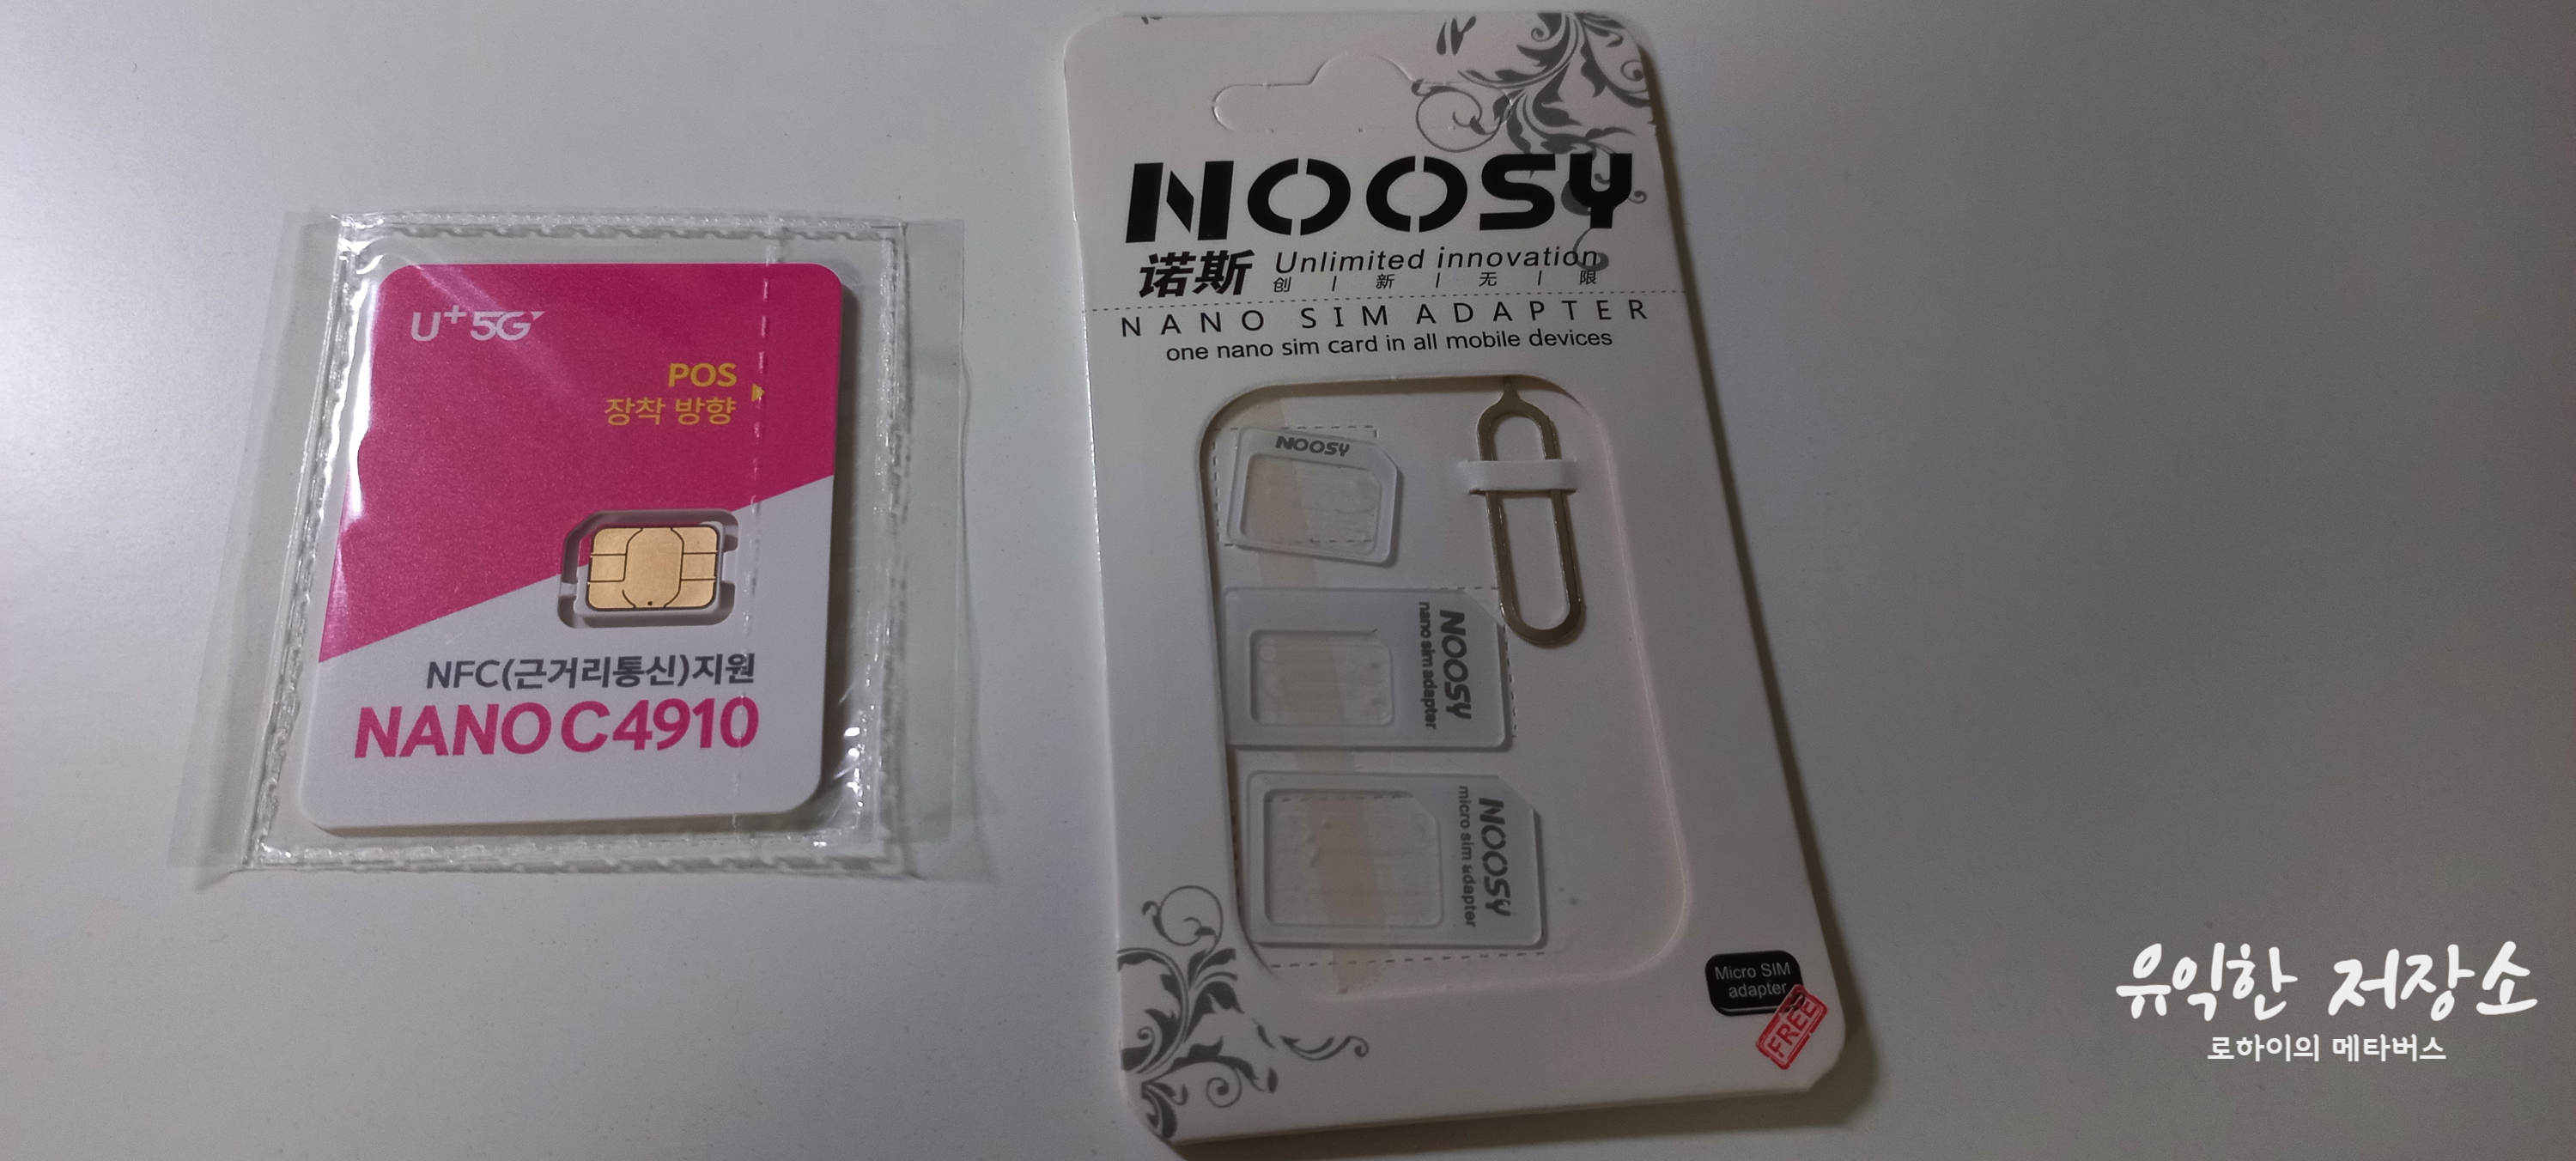 U+5G
POS
장착 방향
NFC(근거리통신)지원
NANO C4910
NOOSY
诺斯
Unlimited innovation
创 | 新 | 无 | 限
NANO SIM ADAPTER
one nano sim card in all mobile devices
NOOSY
NOOSY
nano sim adapter
NOOSY
micro sim adapter
Micro SIM
adapter
FREE
유익한 저장소
로하이의 메타버스